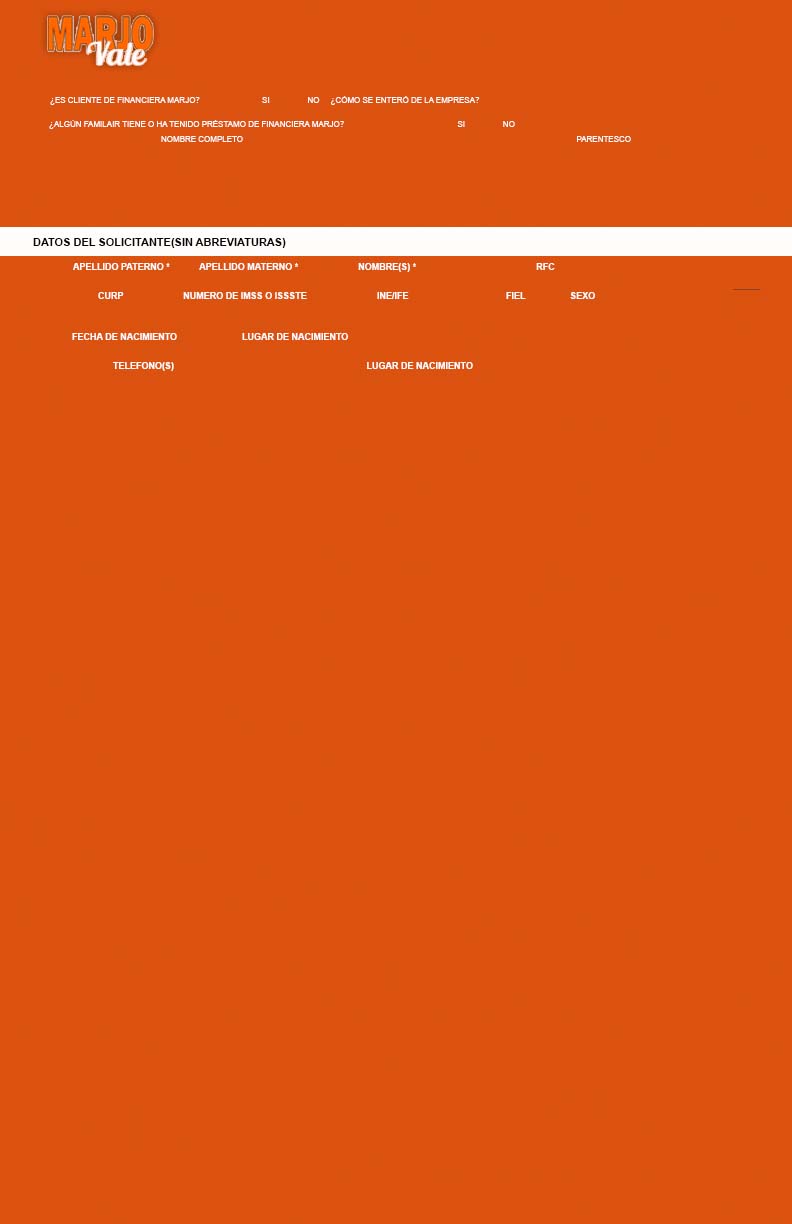 MARJO
Vale
¿ES CLIENTE DE FINANCIERA MARJO? SI NO ¿CÓMO SE ENTERÓ DE LA EMPRESA?
¿ALGÚN FAMILAIR TIENE O HA TENIDO PRÉSTAMO DE FINANCIERA MARJO? SI NO
NOMBRE COMPLETO PARENTESCO
DATOS DEL SOLICITANTE(SIN ABREVIATURAS)
APELLIDO PATERNO * APELLIDO MATERNO * NOMBRE(S) * RFC
CURP NUMERO DE IMSS O ISSSTE INE/IFE FIEL SEXO
FECHA DE NACIMIENTO LUGAR DE NACIMIENTO
TELEFONO(S) LUGAR DE NACIMIENTO